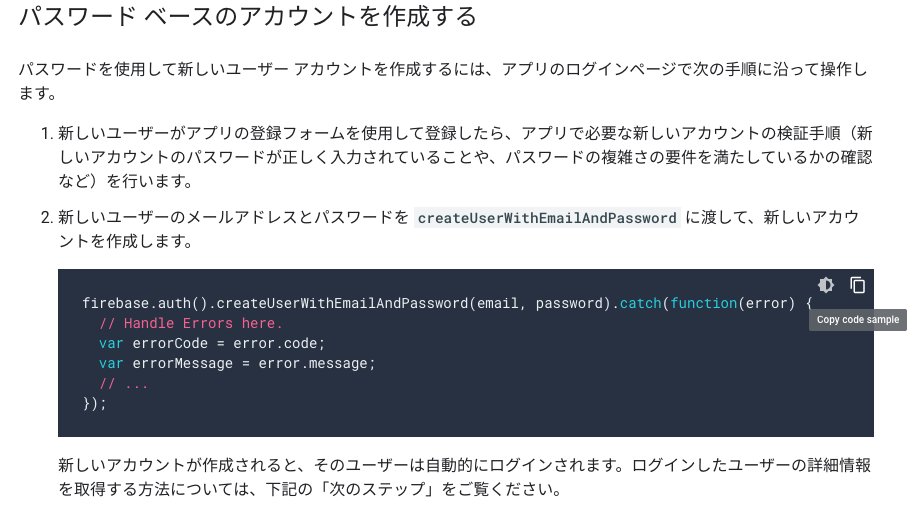 パスワード ベースのアカウントを作成する
パスワードを使用して新しいユーザー アカウントを作成するには、アプリのログインページで次の手順に沿って操作し
ます。
1. 新しいユーザーがアプリの登録フォームを使用して登録したら、アプリで必要な新しいアカウントの検証手順（新
しいアカウントのパスワードが正しく入力されていることや、パスワードの複雑さの要件を満たしているかの確認
など）を行います。
2. 新しいユーザーのメールアドレスとパスワードを createUserWithEmailAndPassword に渡して、新しいアカウ
ントを作成します。
firebase.auth().createUserWithEmailAndPassword(email, password).catch(function(error) {
  // Handle Errors here.
  var errorCode = error.code;
  var errorMessage = error.message;
  // ...
});
Copy code sample
新しいアカウントが作成されると、そのユーザーは自動的にログインされます。ログインしたユーザーの詳細情報
を取得する方法については、下記の「次のステップ」をご覧ください。